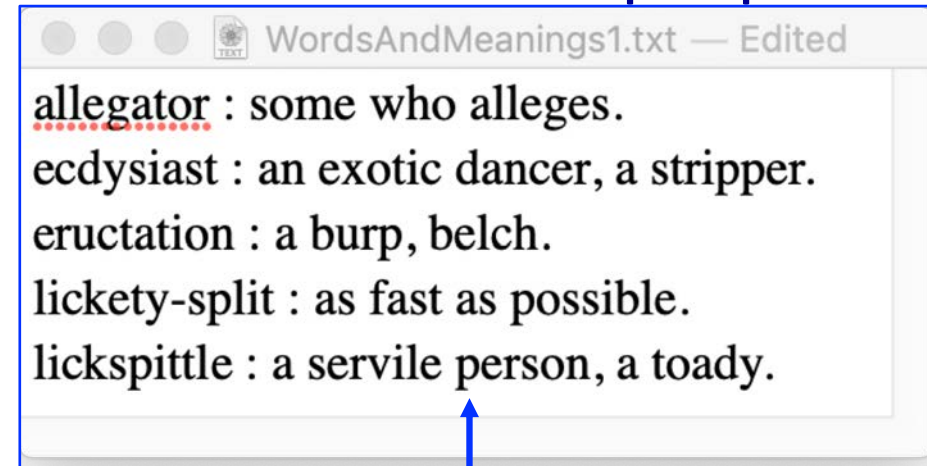 WordsAndMeanings1.txt — Edited
allegator : some who alleges.
ecdysiast : an exotic dancer, a stripper.
eructation : a burp, belch.
lickety-split : as fast as possible.
lickspittle : a servile person, a toady.